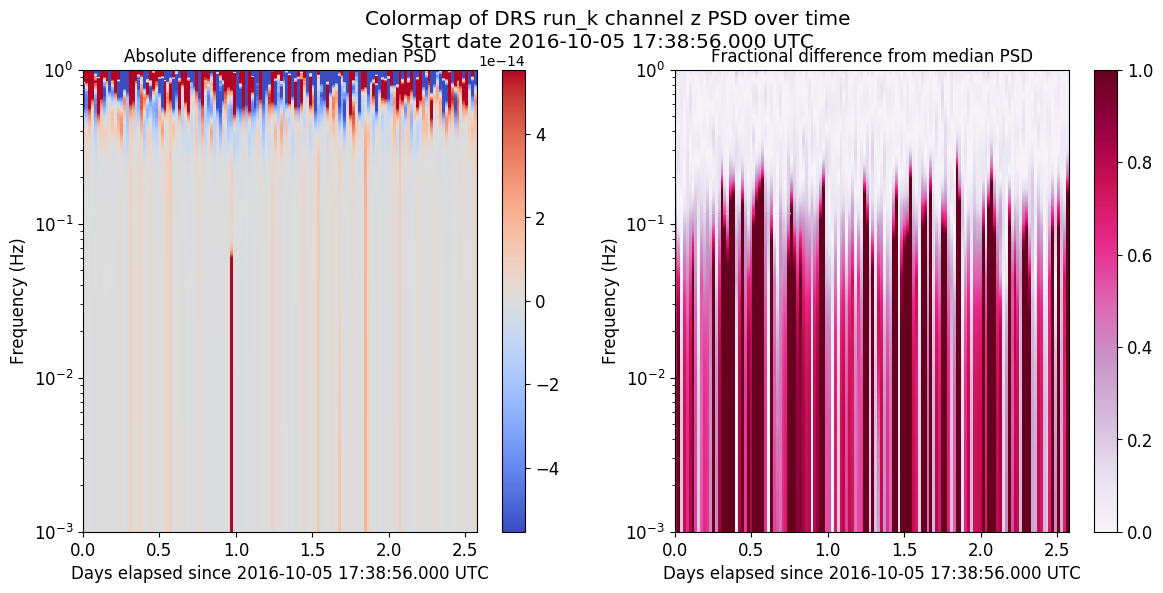 Colormap of DRS run_k channel z PSD over time
Start date 2016-10-05 17:38:56.000 UTC
Absolute difference from median PSD
1e−14
Fractional difference from median PSD
10⁰
10⁻¹
10⁻²
10⁻³
Frequency (Hz)
0.0 0.5 1.0 1.5 2.0 2.5
Days elapsed since 2016-10-05 17:38:56.000 UTC
4
2
0
−2
−4
10⁰
10⁻¹
10⁻²
10⁻³
Frequency (Hz)
0.0 0.5 1.0 1.5 2.0 2.5
Days elapsed since 2016-10-05 17:38:56.000 UTC
1.0
0.8
0.6
0.4
0.2
0.0